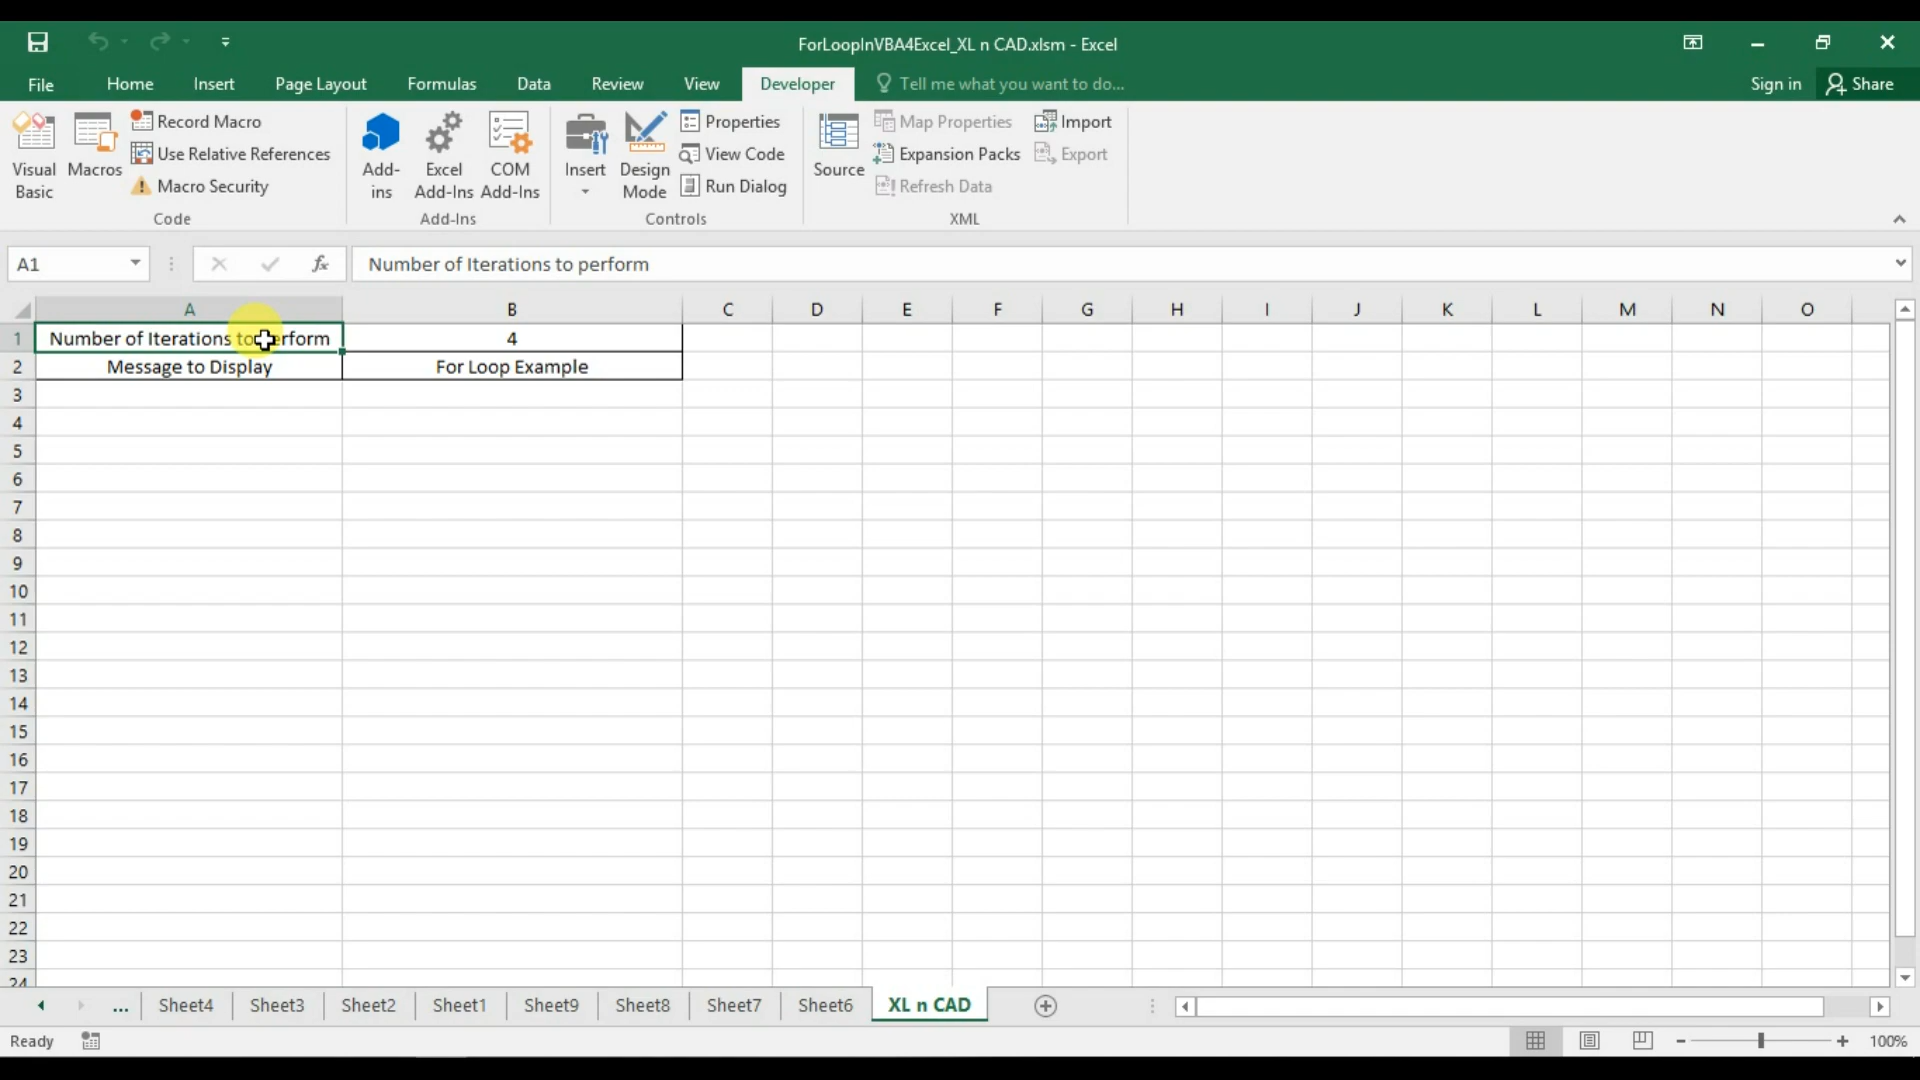 ForLoopInVBA4Excel_XL n CAD.xlsm - Excel
File Home Insert Page Layout Formulas Data Review View Developer Tell me what you want to do... Sign in Share
Visual Basic
Macros
Record Macro
Use Relative References
Macro Security
Code
Add-ins
Excel Add-Ins
COM Add-Ins
Add-Ins
Insert
Design Mode
Properties
View Code
Run Dialog
Controls
Source
Map Properties
Expansion Packs
Refresh Data
Import
Export
XML
A1 fx Number of Iterations to perform
A B C D E F G H I J K L M N O
1 Number of Iterations to perform 4
2 Message to Display For Loop Example
3
4
5
6
7
8
9
10
11
12
13
14
15
16
17
18
19
20
21
22
23
24
... Sheet4 Sheet3 Sheet2 Sheet1 Sheet9 Sheet8 Sheet7 Sheet6 XL n CAD
Ready 100%